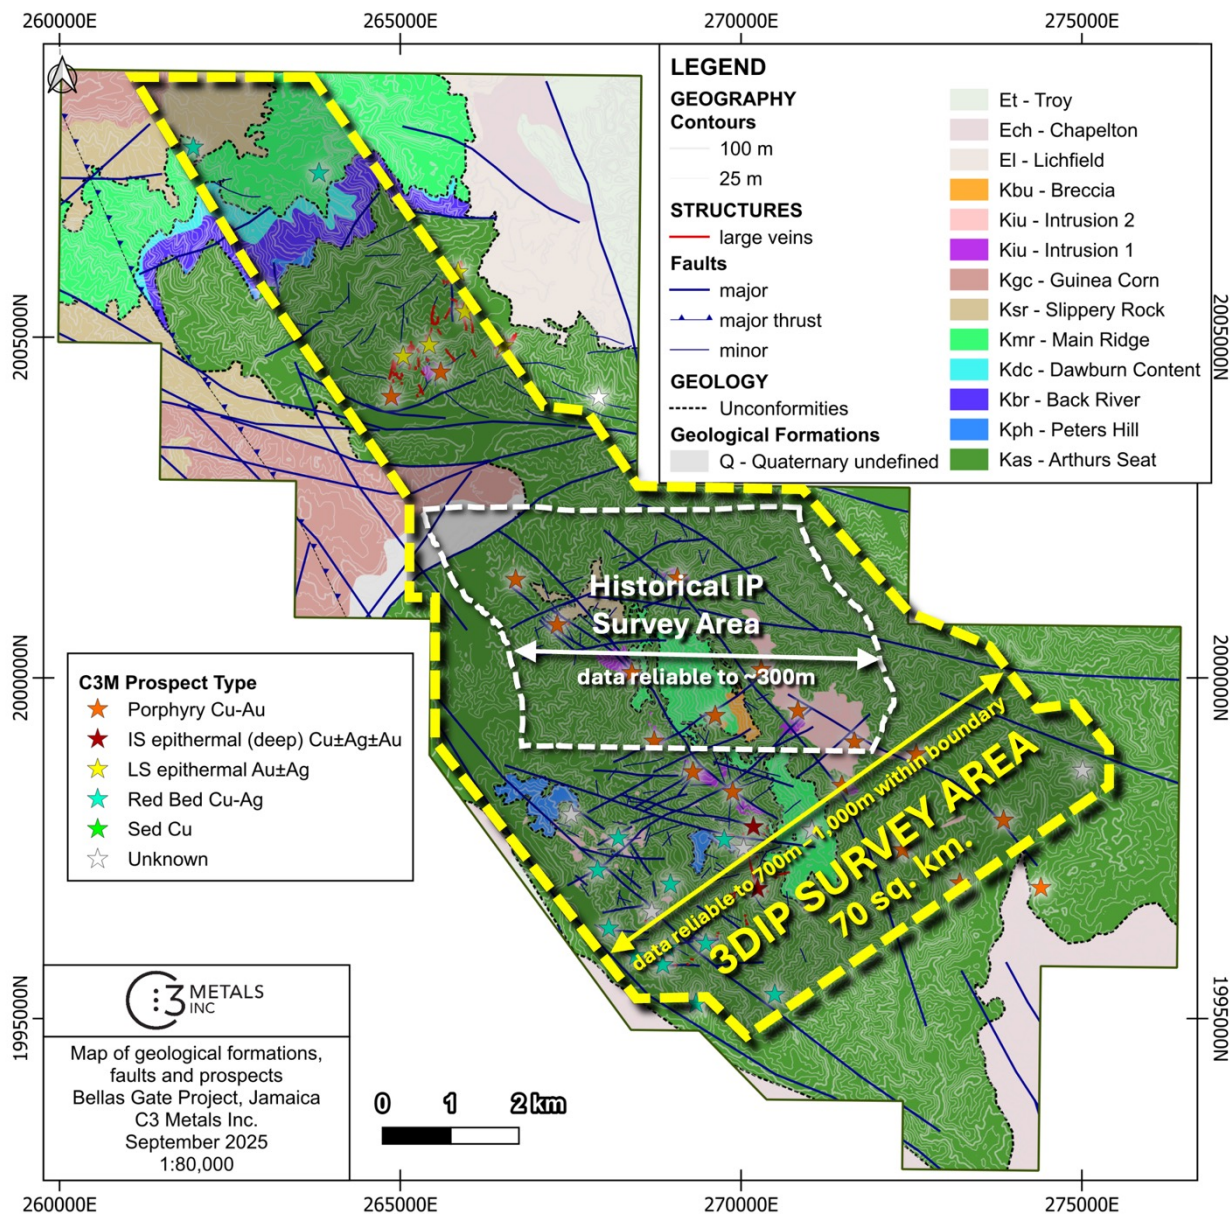 260000E
265000E
270000E
275000E
2005000N
2000000N
1995000N
LEGEND
GEOGRAPHY
Contours
100 m
25 m
STRUCTURES
large veins
Faults
major
major thrust
minor
GEOLOGY
Unconformities
Geological Formations
Q - Quaternary undefined
Et - Troy
Ech - Chapelton
El - Lichfield
Kbu - Breccia
Kiu - Intrusion 2
Kiu - Intrusion 1
Kgc - Guinea Corn
Ksr - Slippery Rock
Kmr - Main Ridge
Kdc - Dawburn Content
Kbr - Back River
Kph - Peters Hill
Kas - Arthurs Seat
2005000N
2000000N
1995000N
Historical IP
Survey Area
data reliable to ~300m
data reliable to 700m - 1,000m within boundary
3DIP SURVEY AREA
70 sq. km.
C3M Prospect Type
Porphyry Cu-Au
IS epithermal (deep) Cu±Ag±Au
LS epithermal Au±Ag
Red Bed Cu-Ag
Sed Cu
Unknown
C3 METALS
INC
Map of geological formations,
faults and prospects
Bellas Gate Project, Jamaica
C3 Metals Inc.
September 2025
1:80,000
0 1 2 km
260000E
265000E
270000E
275000E